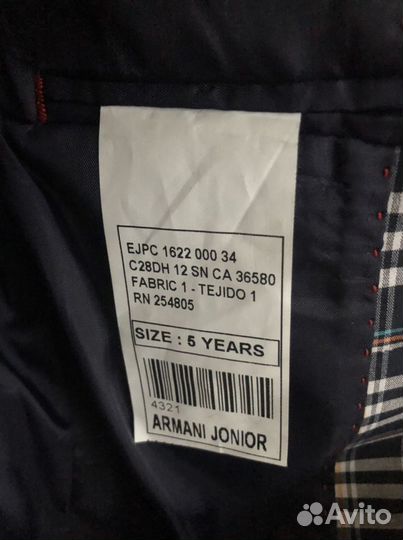 EJPC 1622 000 34
C28DH 12 SN CA 36580
FABRIC 1 - TEJIDO 1
RN 254805
SIZE : 5 YEARS
4321
ARMANI JONIOR
Avito